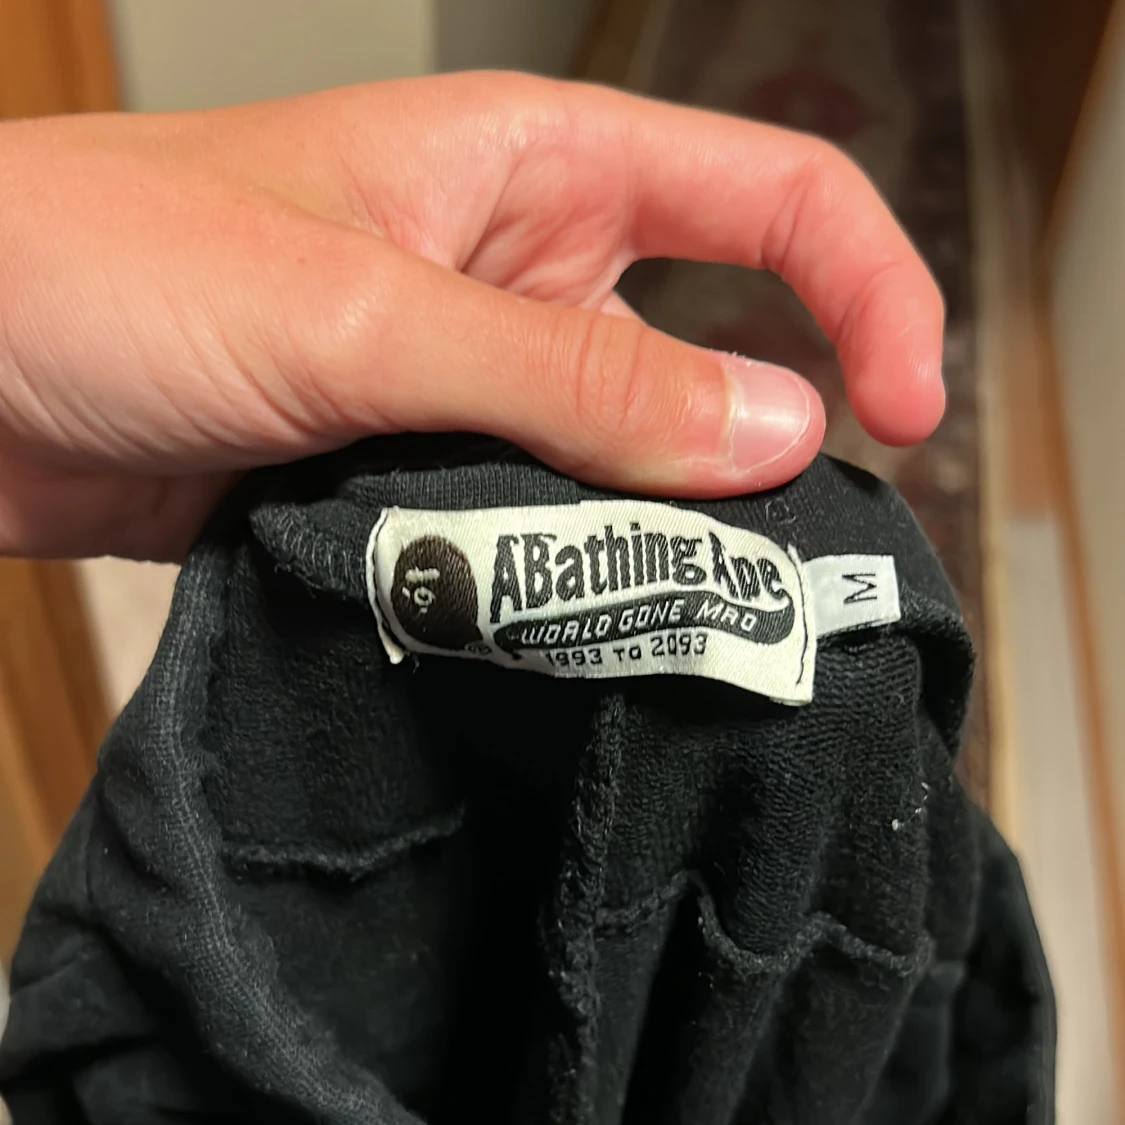 ABathing Ape
WORLD GONE MAD
1993 TO 2093
M